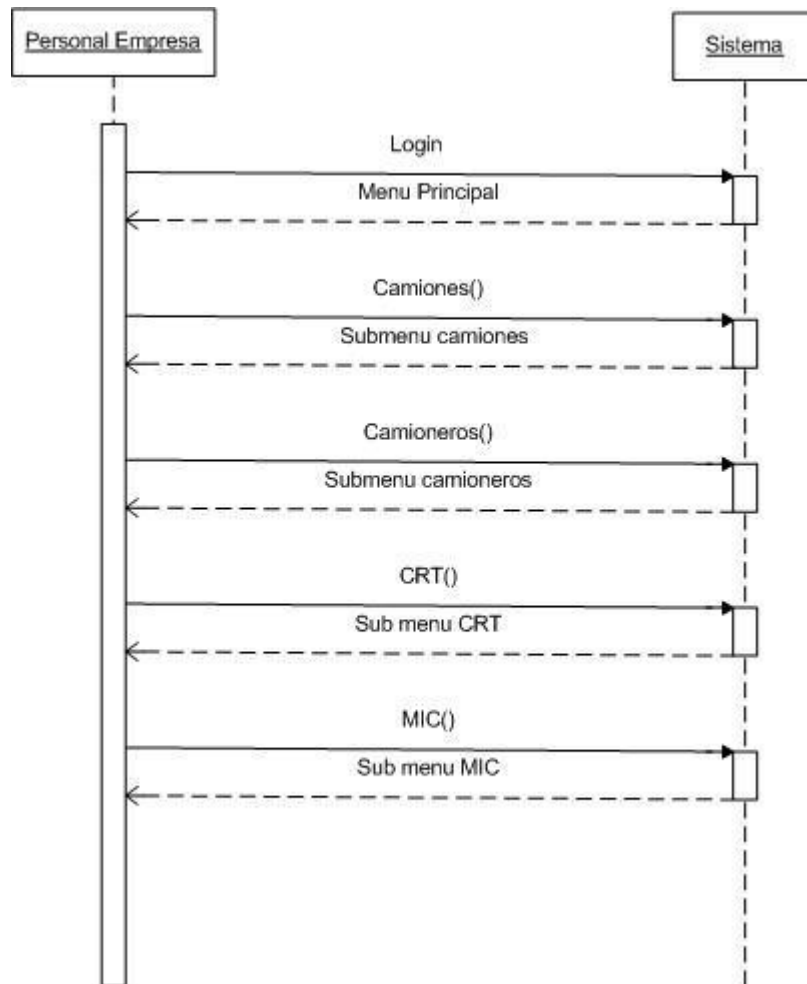 Personal Empresa
Sistema
Login
Menu Principal
Camiones()
Submenu camiones
Camioneros()
Submenu camioneros
CRT()
Sub menu CRT
MIC()
Sub menu MIC